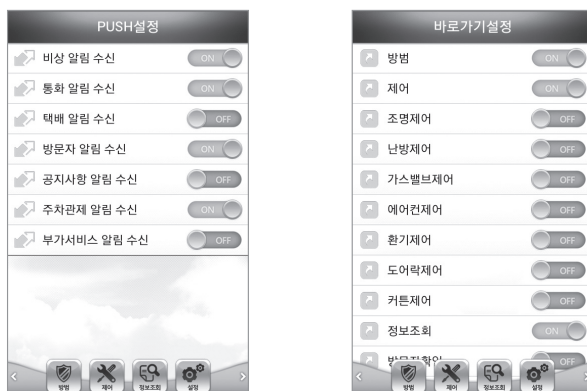 PUSH설정
비상 알림 수신 ON
통화 알림 수신 ON
택배 알림 수신 OFF
방문자 알림 수신 ON
공지사항 알림 수신 OFF
주차관제 알림 수신 ON
부가서비스 알림 수신 OFF
방범 제어 정보조회 설정
바로가기설정
방범 ON
제어 ON
조명제어 OFF
난방제어 OFF
가스밸브제어 OFF
에어컨제어 OFF
환기제어 OFF
도어락제어 OFF
커튼제어 OFF
정보조회 ON
방문자확인 OFF
방범 제어 정보조회 설정